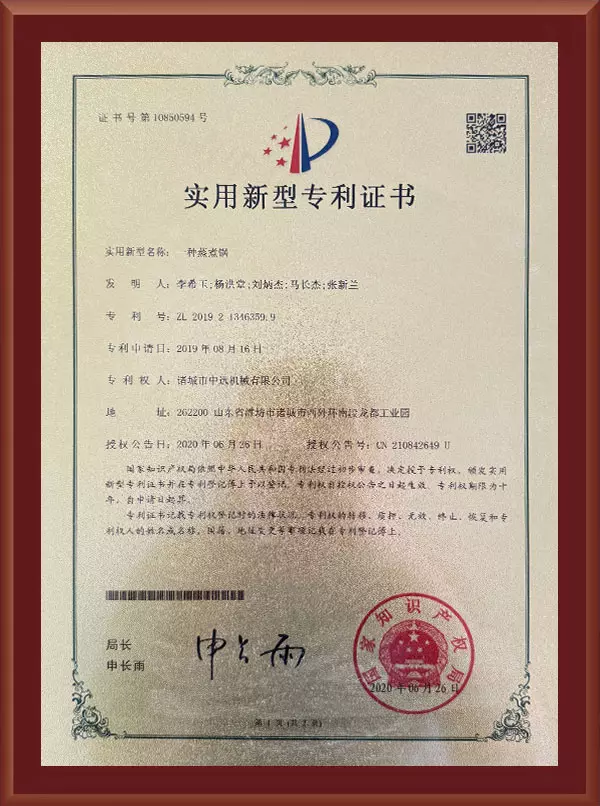 证书号第10850594号
实用新型专利证书
实用新型名称：一种蒸煮锅
发 明 人：李希玉;杨洪章;刘炳杰;马长杰;张新兰
专 利 号：ZL 2019 2 1346359.9
专利申请日：2019年08月16日
专 利 权 人：诸城市中远机械有限公司
地 址：262200 山东省潍坊市诸城市西外环南段龙都工业园
授权公告日：2020年06月26日 授权公告号：CN 210842649 U
国家知识产权局依照中华人民共和国专利法经过初步审查，决定授予专利权，颁发实用
新型专利证书并在专利登记簿上予以登记。专利权自授权公告之日起生效。专利权期限为十
年，自申请日起算。
专利证书记载专利权登记时的法律状况。专利权的转移、质押、无效、终止、恢复和专
利权人的姓名或名称、国籍、地址变更等事项记载在专利登记簿上。
局长
申长雨
申长雨
国家知识产权局
2020年06月26日
第1页(共2页)